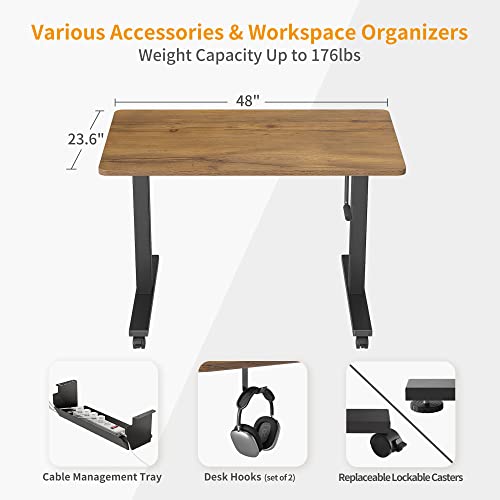 Various Accessories & Workspace Organizers
Weight Capacity Up to 176lbs
48"
23.6"
Cable Management Tray
Desk Hooks (set of 2)
Replaceable Lockable Casters